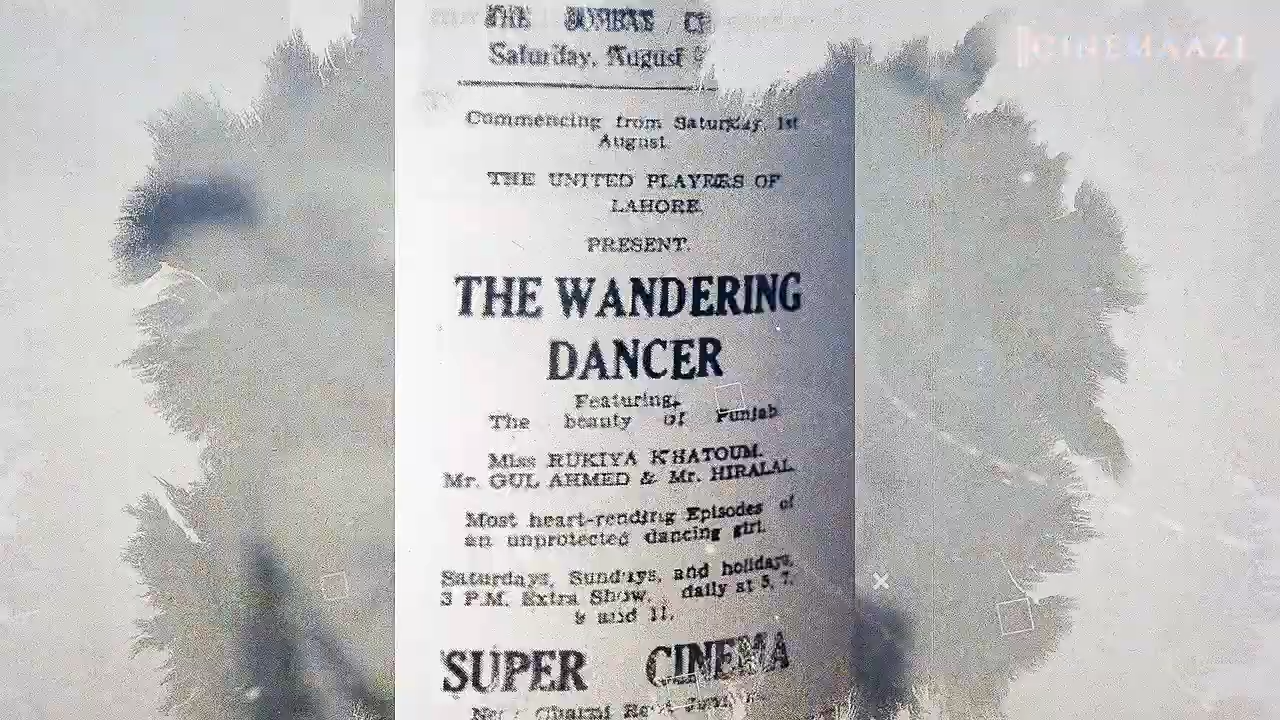 CINEMAAZI
THE BOMBAY CH
Saturday, August
Commencing from Saturday, 1st
August.
THE UNITED PLAYERS OF
LAHORE.
PRESENT.
THE WANDERING
DANCER
Featuring,
The beauty of Punjab
Miss RUKIYA KHATOUM.
Mr. GUL AHMED & Mr. HIRALAL.
Most heart-rending Episodes of
an unprotected dancing girl.
Saturdays, Sundays, and holidays,
3 P.M. Extra Show, daily at 5, 7,
& and 11.
SUPER CINEMA